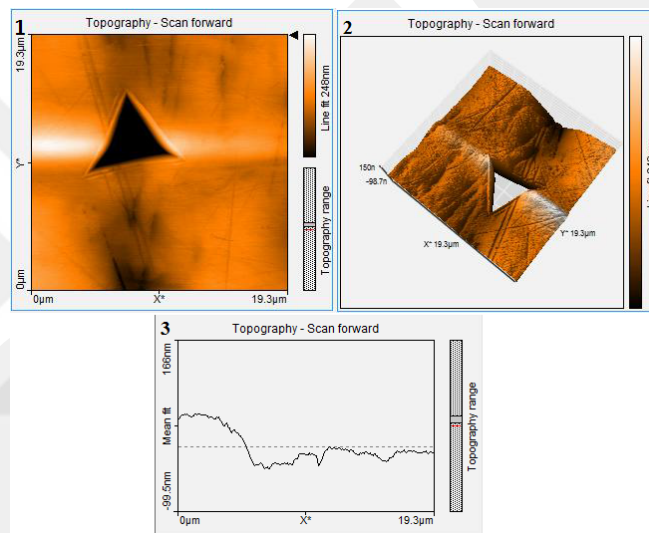 1
Topography - Scan forward
19.3µm
Y*
0µm
0µm
X*
19.3µm
Line fit 248nm
Topography range
2
Topography - Scan forward
150n
-98.7n
X~ 19.3µm
Y~ 19.3µm
3
Topography - Scan forward
166nm
Mean fit
-99.5nm
0µm
X*
19.3µm
Topography range